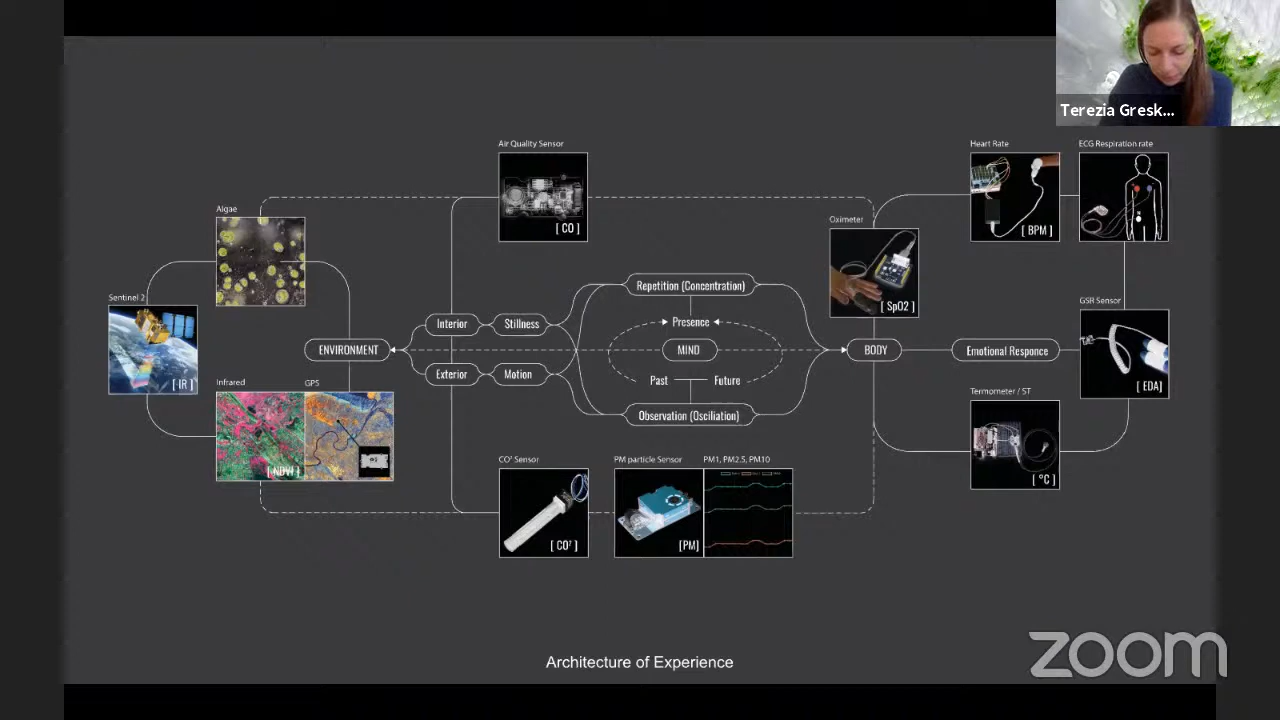 Terezia Gresk...
Air Quality Sensor
[ CO ]
Heart Rate
[ BPM ]
ECG Respiration rate
Algae
Oximeter
[ SpO2 ]
Sentinel 2
[ IR ]
Repetition (Concentration)
Interior
Stillness
Presence
GSR Sensor
[ EDA ]
ENVIRONMENT
MIND
BODY
Emotional Responce
Exterior
Motion
Past
Future
Infrared
[ NDVI ]
GPS
Observation (Osciliation)
Termometer / ST
[ °C ]
CO² Sensor
[ CO² ]
PM particle Sensor
[PM]
PM1, PM2.5, PM10
Architecture of Experience
zoom